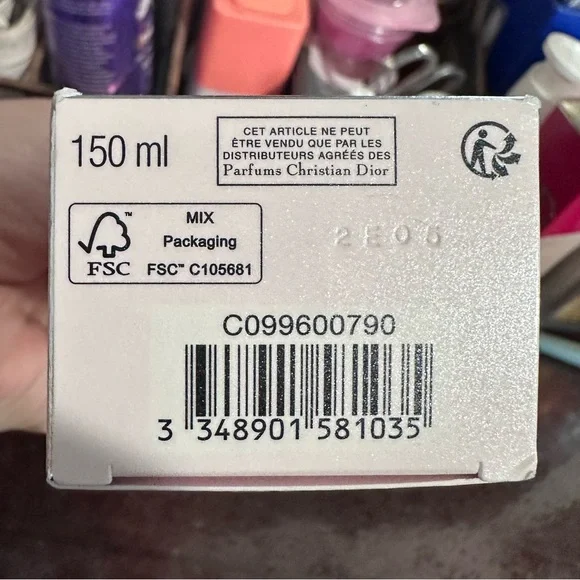 150 ml
CET ARTICLE NE PEUT
ÊTRE VENDU QUE PAR LES
DISTRIBUTEURS AGRÉÉS DES
Parfums Christian Dior
FSC
MIX
Packaging
FSC™ C105681
2E05
C099600790
3 348901 581035